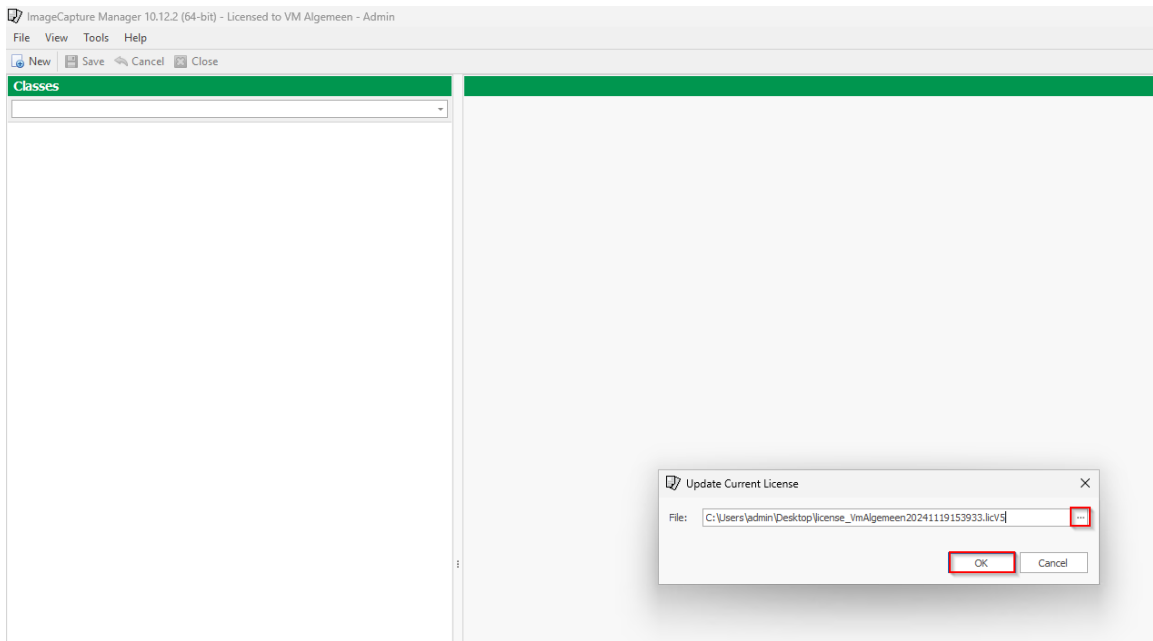 ImageCapture Manager 10.12.2 (64-bit) - Licensed to VM Algemeen - Admin
File View Tools Help
New Save Cancel Close
Classes
Update Current License
File: C:\Users\admin\Desktop\license_VmAlgemeen20241119153933.licV5 ...
OK Cancel